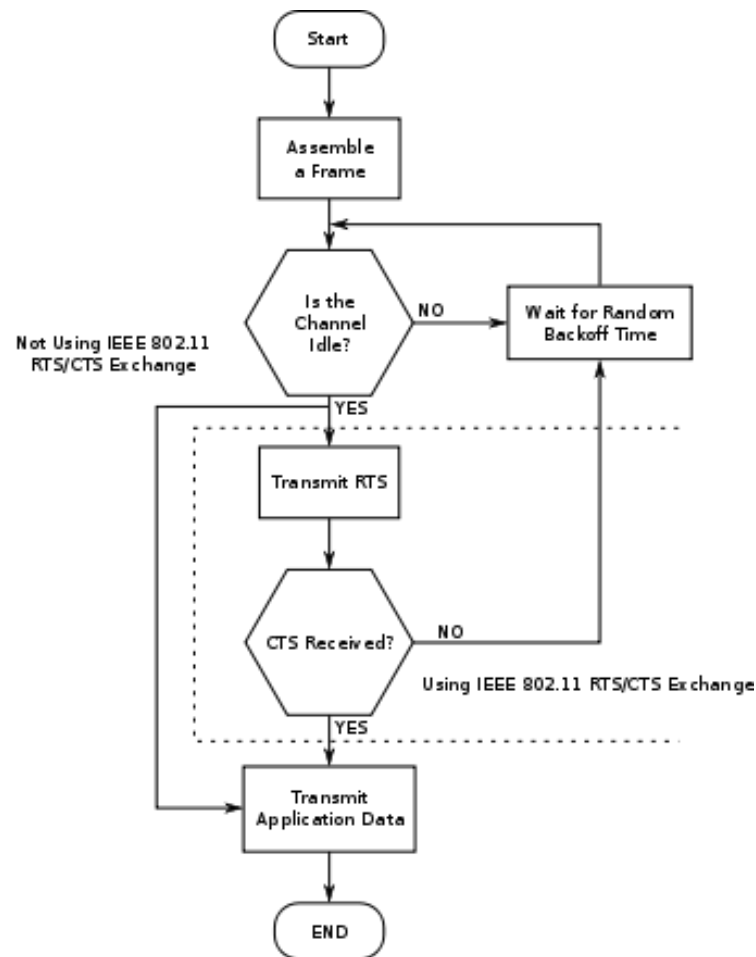 Start
Assemble
a Frame
Is the
Channel
Idle?
NO
Wait for Random
Backoff Time
Not Using IEEE 802.11
RTS/CTS Exchange
YES
Transmit RTS
CTS Received?
NO
Using IEEE 802.11 RTS/CTS Exchange
YES
Transmit
Application Data
END